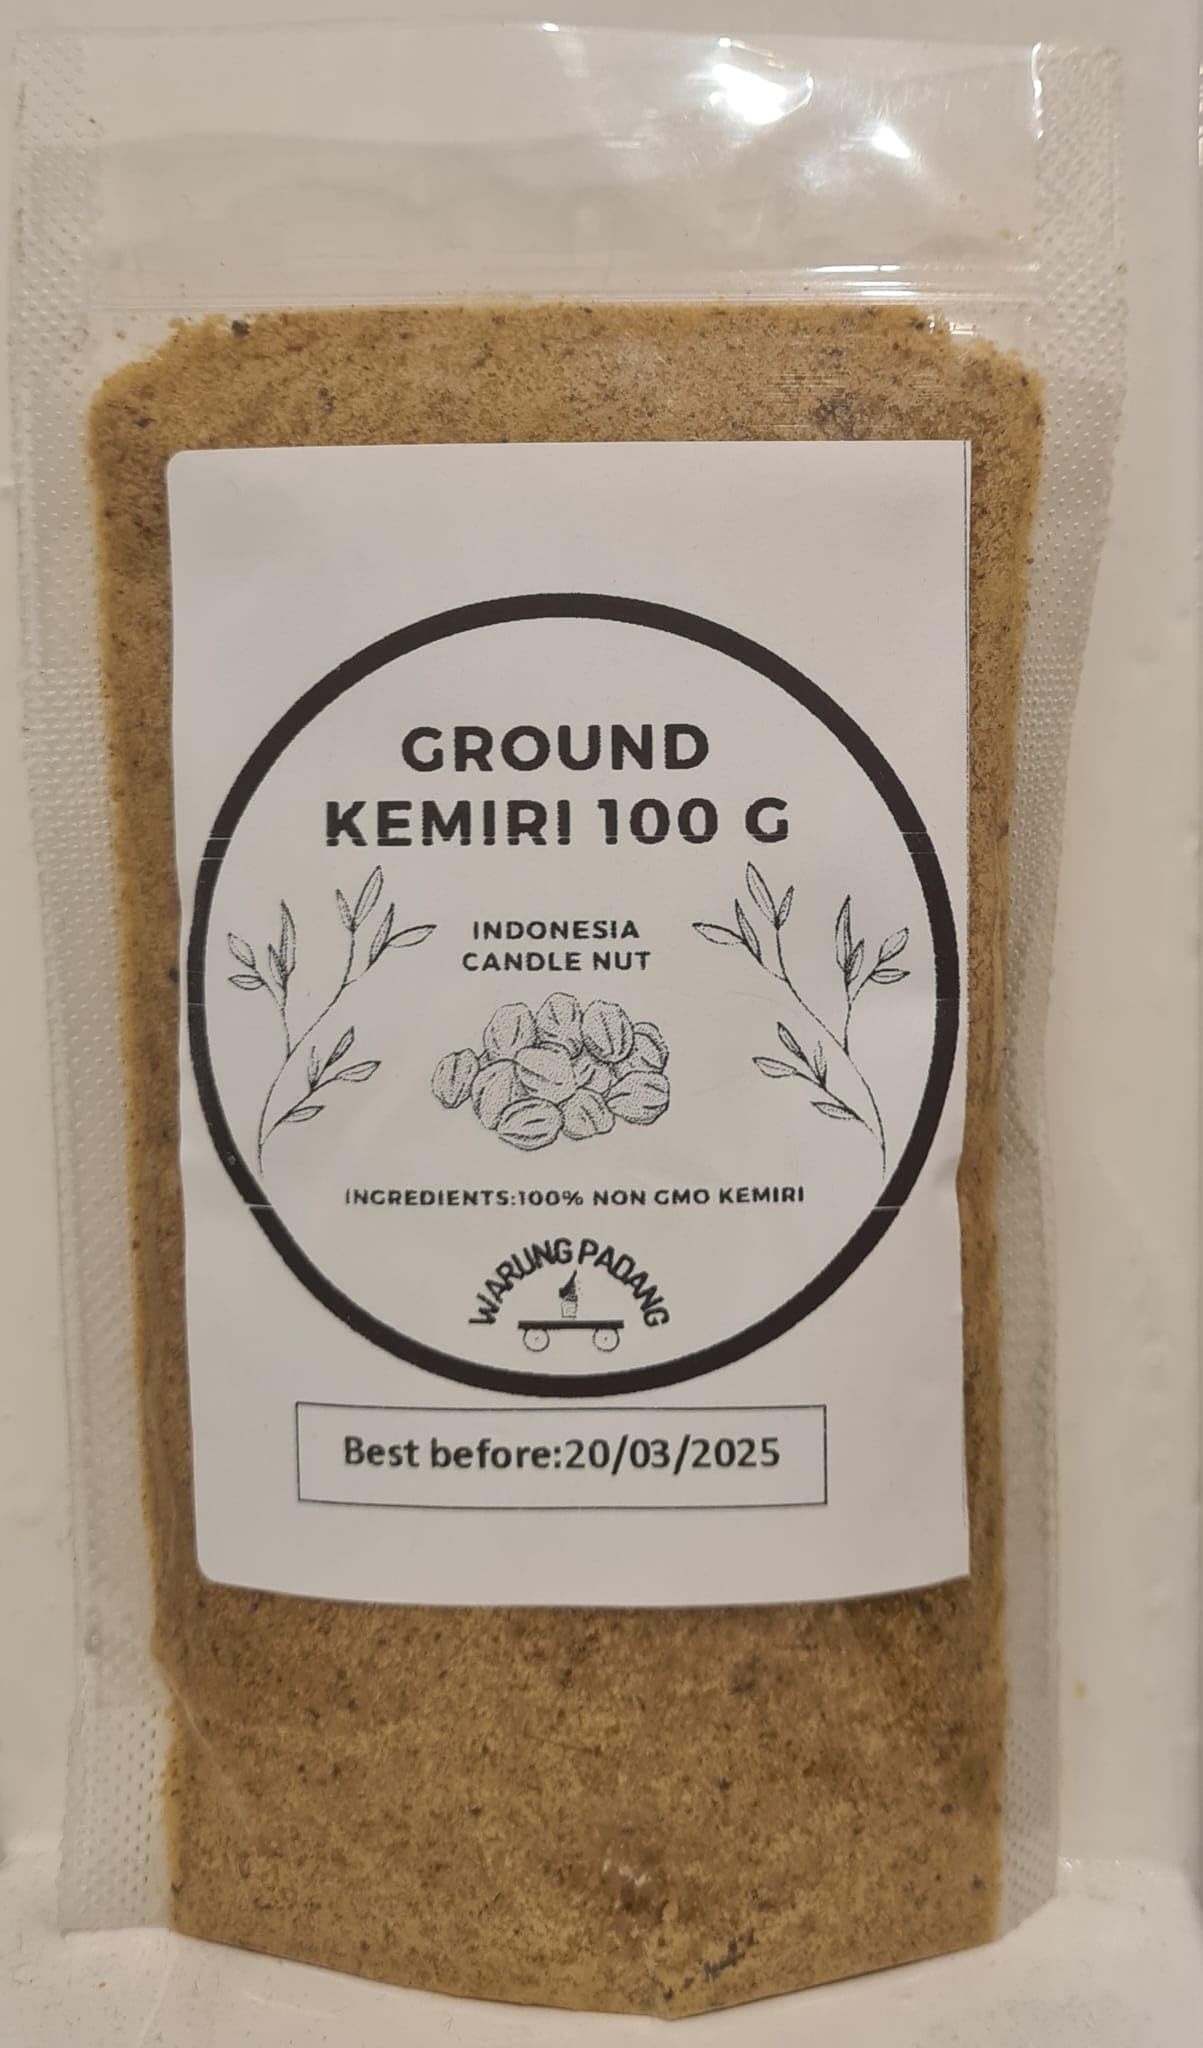 GROUND
KEMIRI 100 G
INDONESIA
CANDLE NUT
INGREDIENTS:100% NON GMO KEMIRI
WARUNG PADANG
Best before:20/03/2025